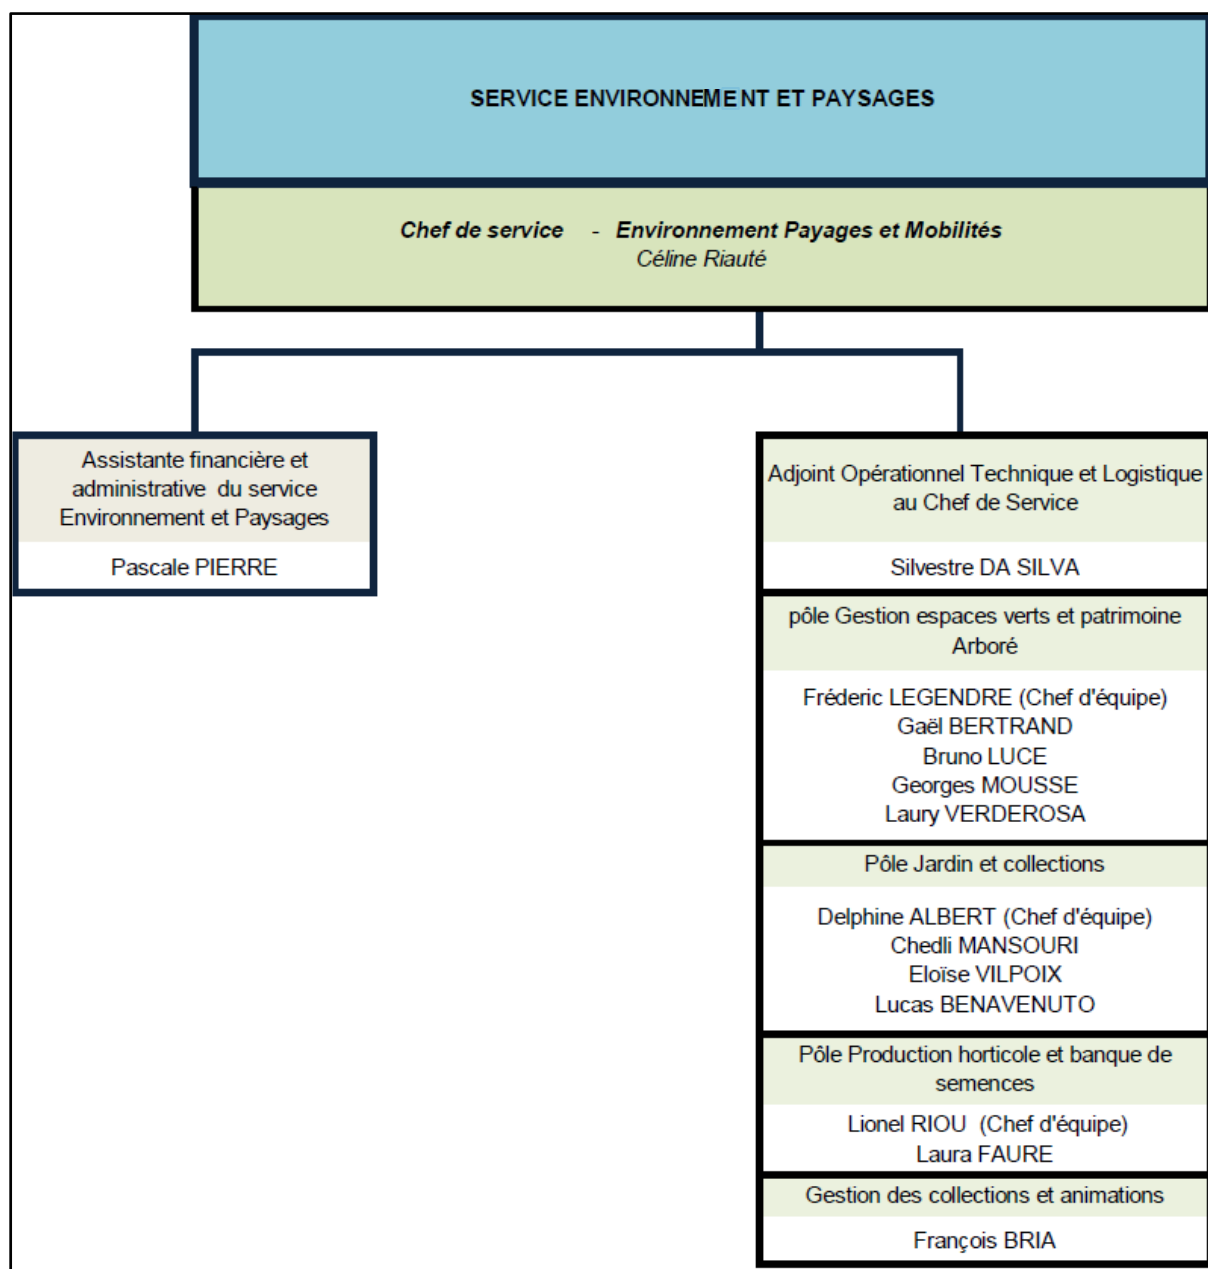 SERVICE ENVIRONNEMENT ET PAYSAGES
Chef de service - Environnement Payages et Mobilités
Céline Riauté
Assistante financière et
administrative du service
Environnement et Paysages
Pascale PIERRE
Adjoint Opérationnel Technique et Logistique
au Chef de Service
Silvestre DA SILVA
pôle Gestion espaces verts et patrimoine
Arboré
Fréderic LEGENDRE (Chef d'équipe)
Gaël BERTRAND
Bruno LUCE
Georges MOUSSE
Laury VERDEROSA
Pôle Jardin et collections
Delphine ALBERT (Chef d'équipe)
Chedli MANSOURI
Eloïse VILPOIX
Lucas BENAVENUTO
Pôle Production horticole et banque de
semences
Lionel RIOU (Chef d'équipe)
Laura FAURE
Gestion des collections et animations
François BRIA